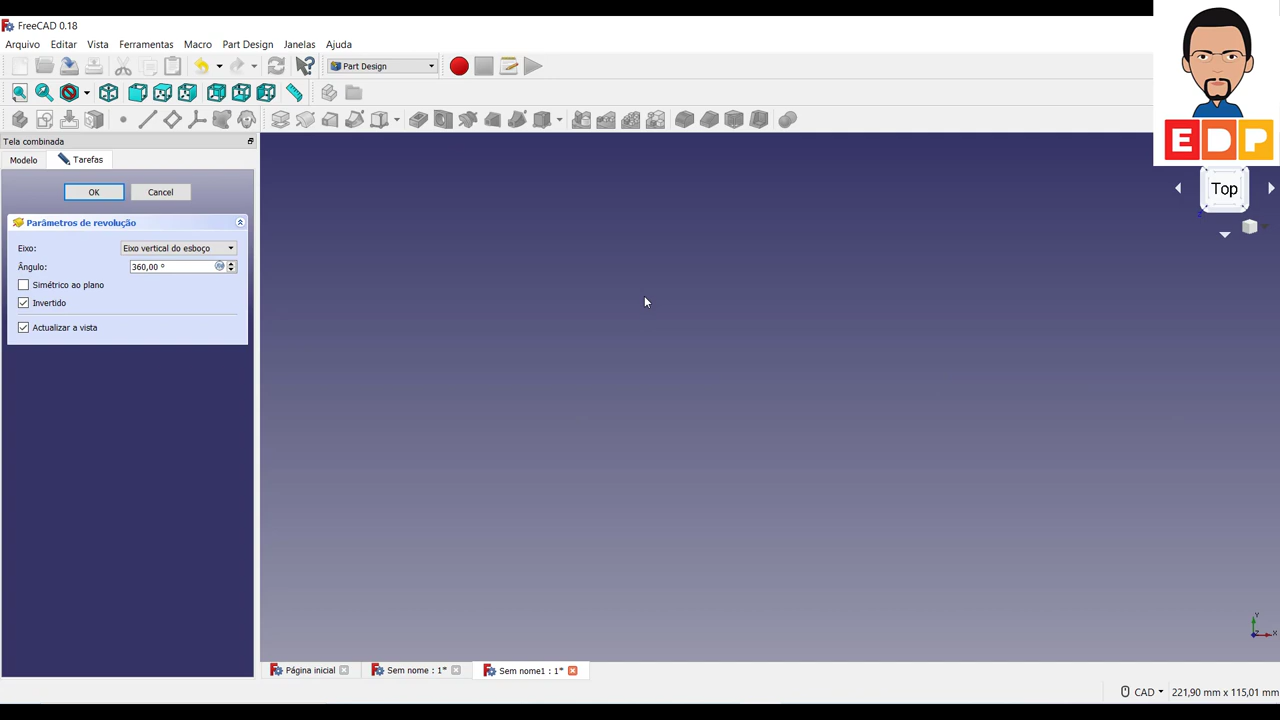 FreeCAD 0.18
Arquivo Editar Vista Ferramentas Macro Part Design Janelas Ajuda
Part Design
EDP
Tela combinada
Modelo Tarefas
Top
OK Cancel
Parâmetros de revolução
Eixo: Eixo vertical do esboço
Ângulo: 360,00 °
Simétrico ao plano
Invertido
Actualizar a vista
Y
Z X
Página inicial Sem nome : 1* Sem nome1 : 1*
CAD 221,90 mm x 115,01 mm